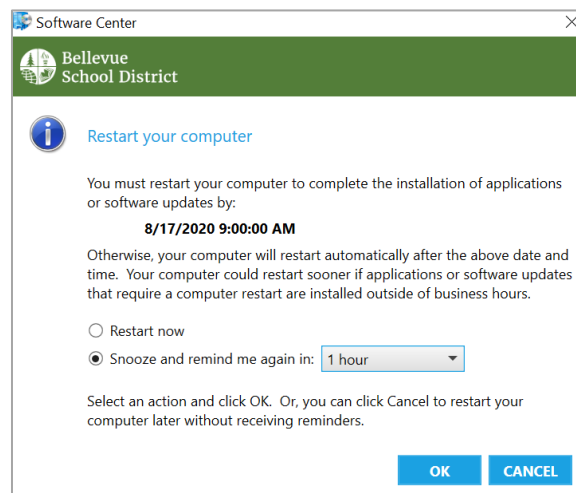 Software Center
Bellevue
School District
Restart your computer
You must restart your computer to complete the installation of applications
or software updates by:
8/17/2020 9:00:00 AM
Otherwise, your computer will restart automatically after the above date and
time.  Your computer could restart sooner if applications or software updates
that require a computer restart are installed outside of business hours.
Restart now
Snooze and remind me again in: 1 hour
Select an action and click OK.  Or, you can click Cancel to restart your
computer later without receiving reminders.
OK CANCEL